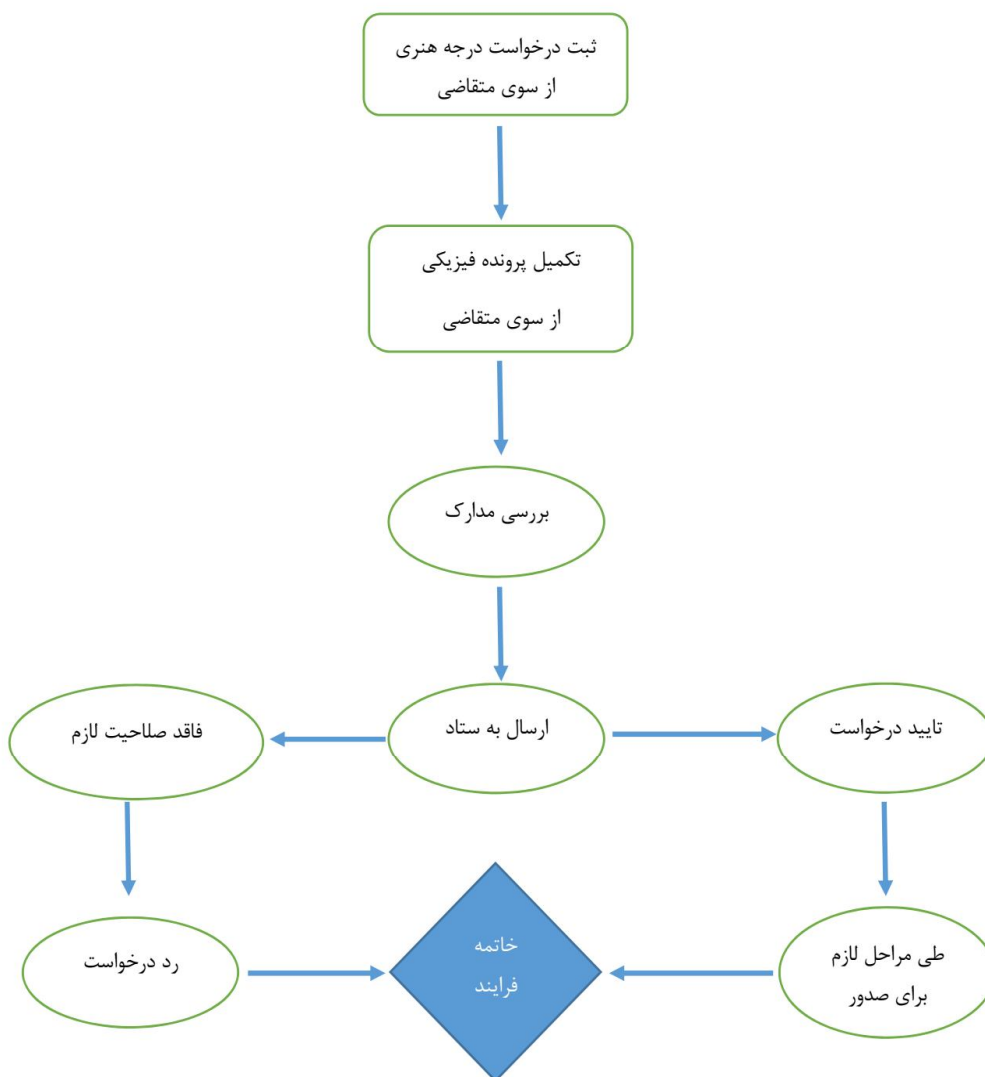 ثبت درخواست درجه هنری
از سوی متقاضی
تکمیل پرونده فیزیکی
از سوی متقاضی
بررسی مدارک
تایید درخواست
ارسال به ستاد
فاقد صلاحیت لازم
طی مراحل لازم
برای صدور
خاتمه
فرایند
رد درخواست